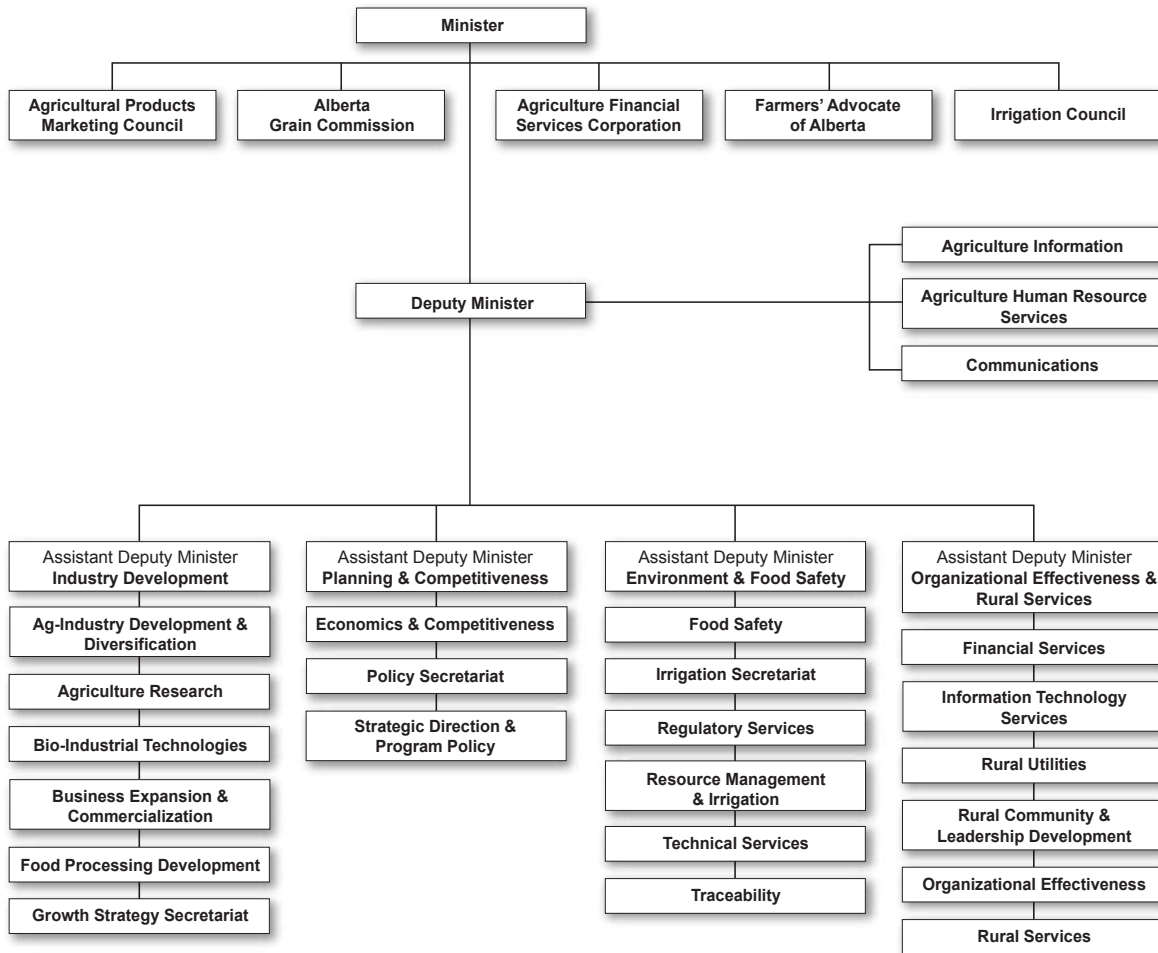 Minister
Agricultural Products
Marketing Council
Alberta
Grain Commission
Agriculture Financial
Services Corporation
Farmers’ Advocate
of Alberta
Irrigation Council
Agriculture Information
Deputy Minister
Agriculture Human Resource
Services
Communications
Assistant Deputy Minister
Industry Development
Ag-Industry Development &
Diversification
Agriculture Research
Bio-Industrial Technologies
Business Expansion &
Commercialization
Food Processing Development
Growth Strategy Secretariat
Assistant Deputy Minister
Planning & Competitiveness
Economics & Competitiveness
Policy Secretariat
Strategic Direction &
Program Policy
Assistant Deputy Minister
Environment & Food Safety
Food Safety
Irrigation Secretariat
Regulatory Services
Resource Management
& Irrigation
Technical Services
Traceability
Assistant Deputy Minister
Organizational Effectiveness &
Rural Services
Financial Services
Information Technology
Services
Rural Utilities
Rural Community &
Leadership Development
Organizational Effectiveness
Rural Services